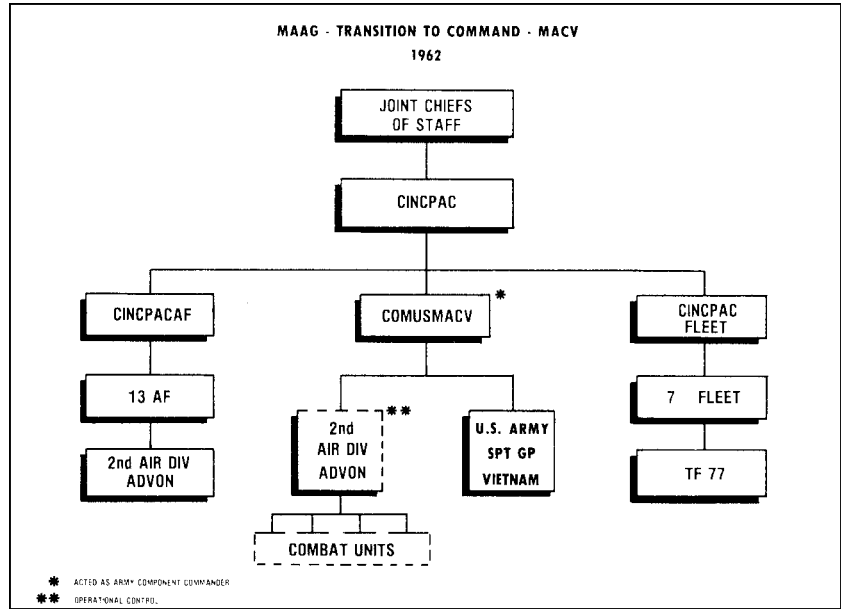 MAAG - TRANSITION TO COMMAND - MACV
1962
JOINT CHIEFS
OF STAFF
CINCPAC
CINCPACAF
COMUSMACV *
CINCPAC
FLEET
13 AF
7 FLEET
2nd AIR DIV
ADVON
2nd
AIR DIV
ADVON
**
U.S. ARMY
SPT GP
VIETNAM
TF 77
COMBAT UNITS
* ACTED AS ARMY COMPONENT COMMANDER
** OPERATIONAL CONTROL